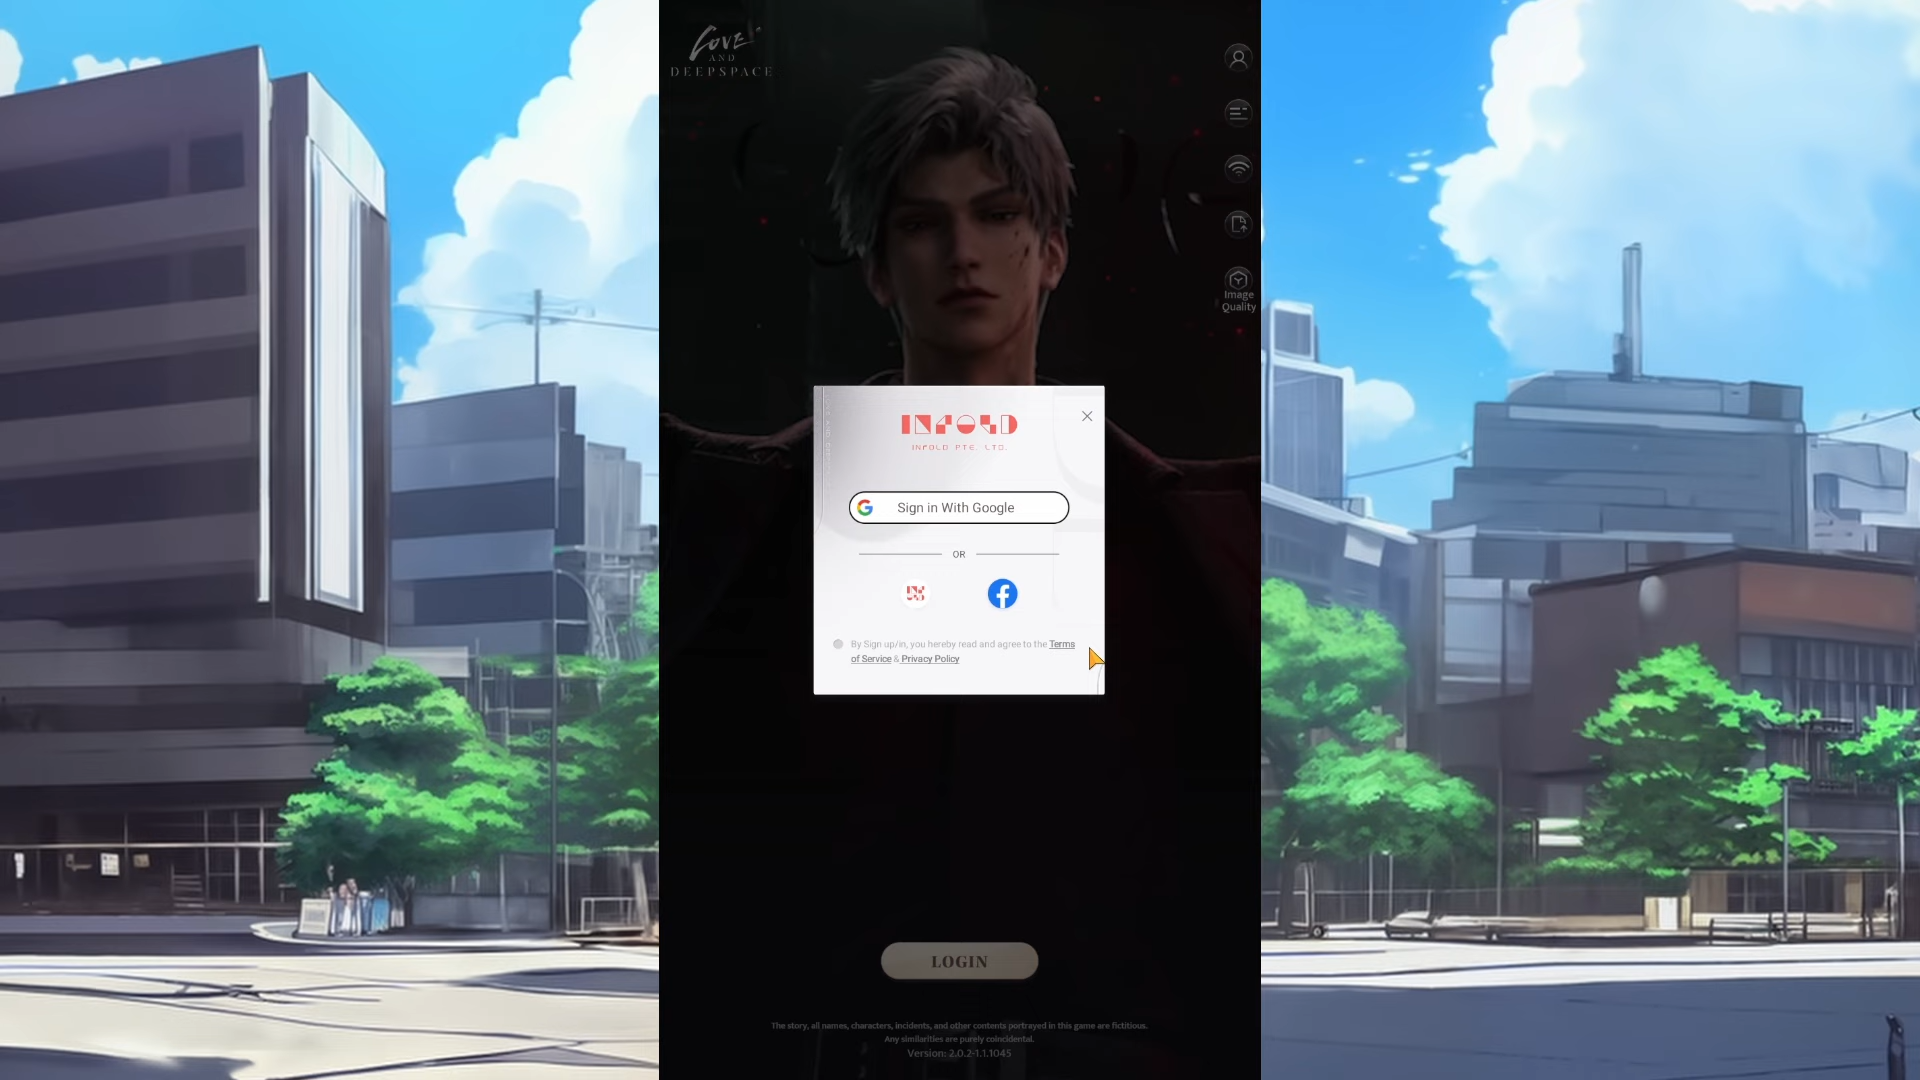 Love
AND
DEEPSPACE
Image
Quality
INFOLD
INFOLD PTE. LTD.
Sign in With Google
OR
By Sign up/in, you hereby read and agree to the Terms
of Service & Privacy Policy
LOGIN
The story, all names, characters, incidents, and other contents portrayed in this game are fictitious.
Any similarities are purely coincidental.
Version: 2.0.2-1.1.1045